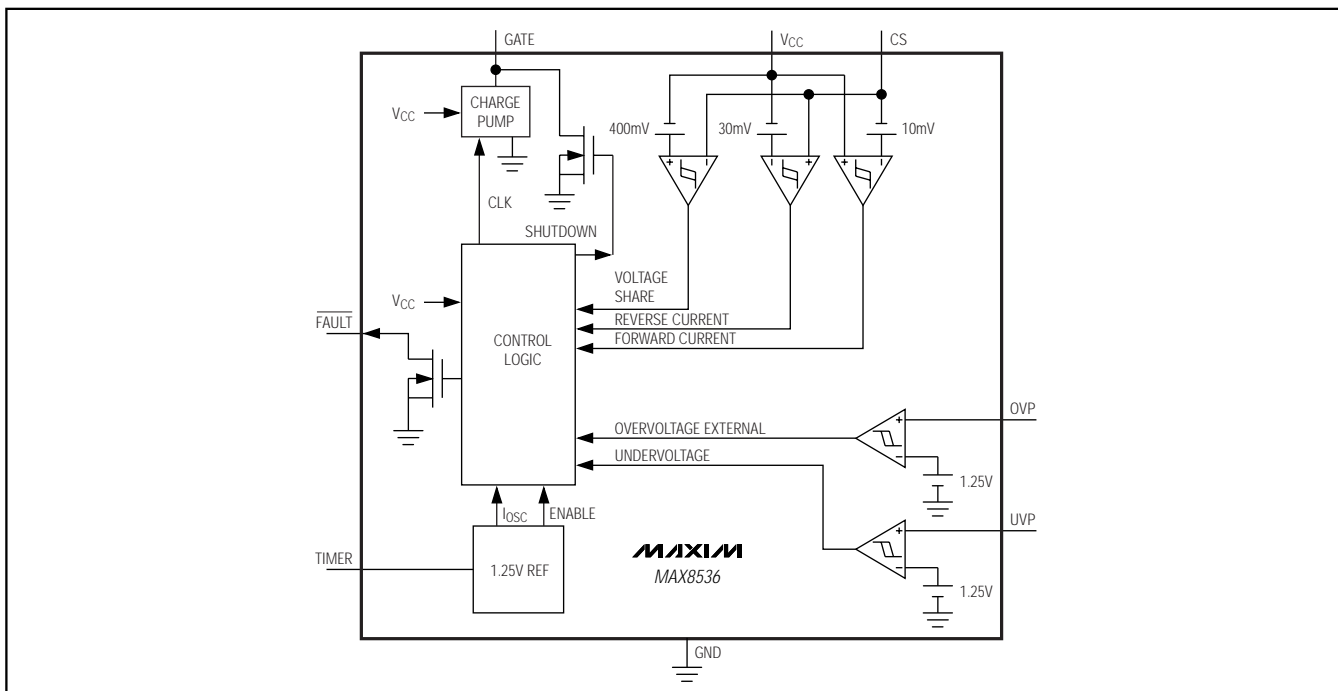 GATE
VCC
CS
CHARGE
PUMP
VCC
400mV
30mV
10mV
+
−
−
+
+
−
CLK
SHUTDOWN
VOLTAGE
SHARE
REVERSE CURRENT
FORWARD CURRENT
VCC
FAULT
CONTROL
LOGIC
OVP
+
−
OVERVOLTAGE EXTERNAL
UNDERVOLTAGE
1.25V
UVP
+
−
1.25V
IOSC
ENABLE
TIMER
1.25V REF
MAXIM
MAX8536
GND